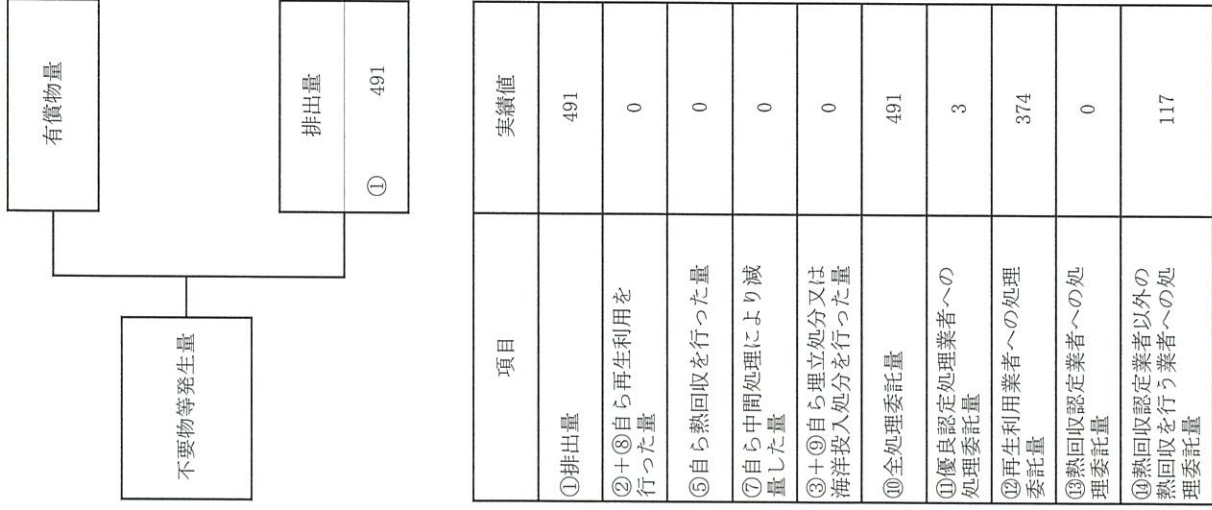 不要物等発生量
有償物量
排出量
① 491
項目 実績値
①排出量 491
②+⑧自ら再生利用を
行った量 0
⑤自ら熱回収を行った量 0
⑦自ら中間処理により減
量した量 0
③+⑨自ら埋立処分又は
海洋投入処分を行った量 0
⑩全処理委託量 491
⑪優良認定処理業者への
処理委託量 3
⑫再生利用業者への処理
委託量 374
⑬熱回収認定業者への処
理委託量 0
⑭熱回収認定業者以外の
熱回収を行う業者への処
理委託量 117